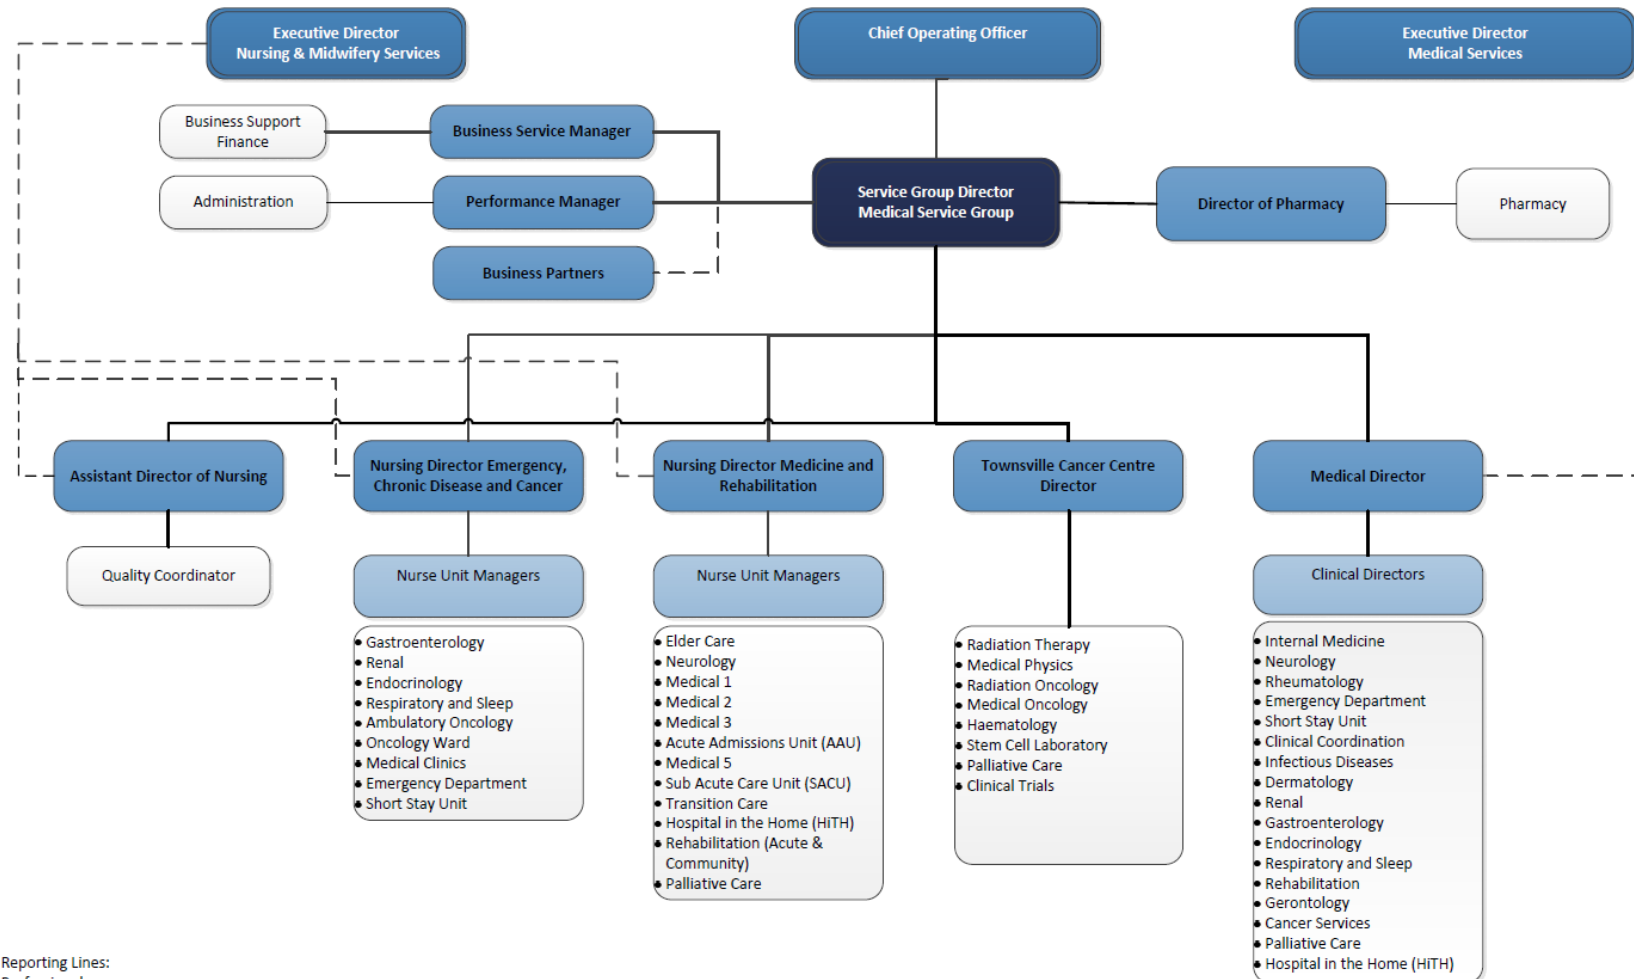 Executive Director
Nursing & Midwifery Services
Chief Operating Officer
Executive Director
Medical Services
Business Support
Finance
Business Service Manager
Administration
Performance Manager
Service Group Director
Medical Service Group
Director of Pharmacy
Pharmacy
Business Partners
Assistant Director of Nursing
Nursing Director Emergency,
Chronic Disease and Cancer
Nursing Director Medicine and
Rehabilitation
Townsville Cancer Centre
Director
Medical Director
Quality Coordinator
Nurse Unit Managers
Nurse Unit Managers
Clinical Directors
• Gastroenterology
• Renal
• Endocrinology
• Respiratory and Sleep
• Ambulatory Oncology
• Oncology Ward
• Medical Clinics
• Emergency Department
• Short Stay Unit
• Elder Care
• Neurology
• Medical 1
• Medical 2
• Medical 3
• Acute Admissions Unit (AAU)
• Medical 5
• Sub Acute Care Unit (SACU)
• Transition Care
• Hospital in the Home (HiTH)
• Rehabilitation (Acute &
Community)
• Palliative Care
• Radiation Therapy
• Medical Physics
• Radiation Oncology
• Medical Oncology
• Haematology
• Stem Cell Laboratory
• Palliative Care
• Clinical Trials
• Internal Medicine
• Neurology
• Rheumatology
• Emergency Department
• Short Stay Unit
• Clinical Coordination
• Infectious Diseases
• Dermatology
• Renal
• Gastroenterology
• Endocrinology
• Respiratory and Sleep
• Rehabilitation
• Gerontology
• Cancer Services
• Palliative Care
• Hospital in the Home (HiTH)
Reporting Lines: